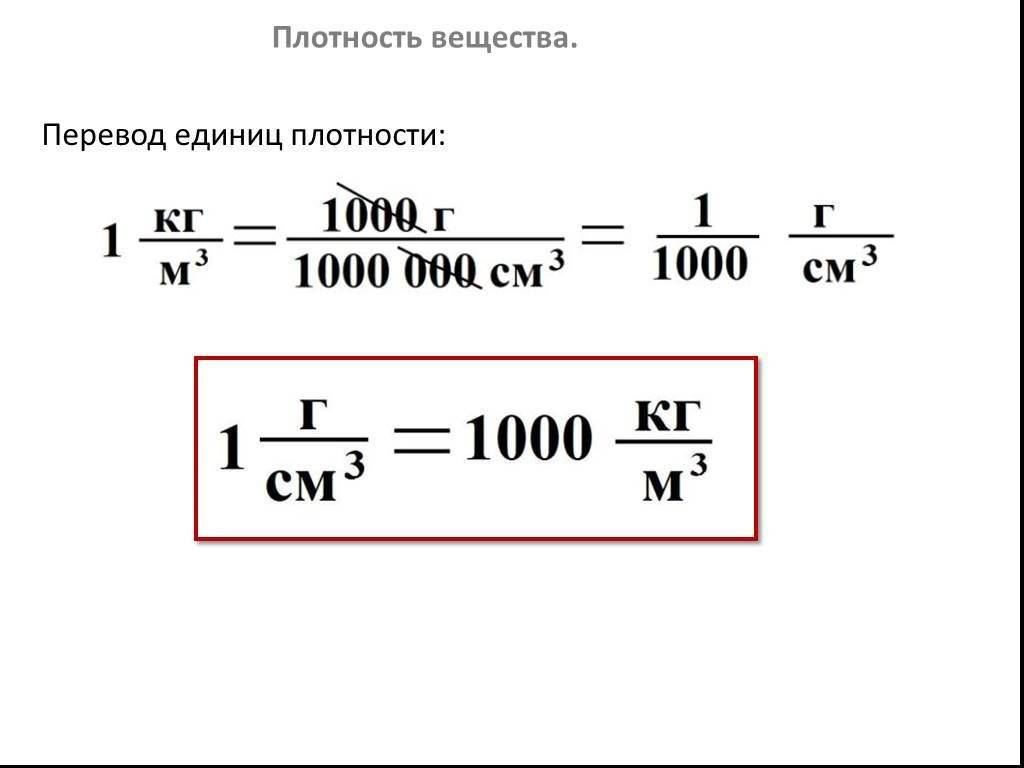 Плотность вещества.
Перевод единиц плотности:
1 кг/м³ = 1000 г/1000 000 см³ = 1/1000 г/см³
1 г/см³ = 1000 кг/м³